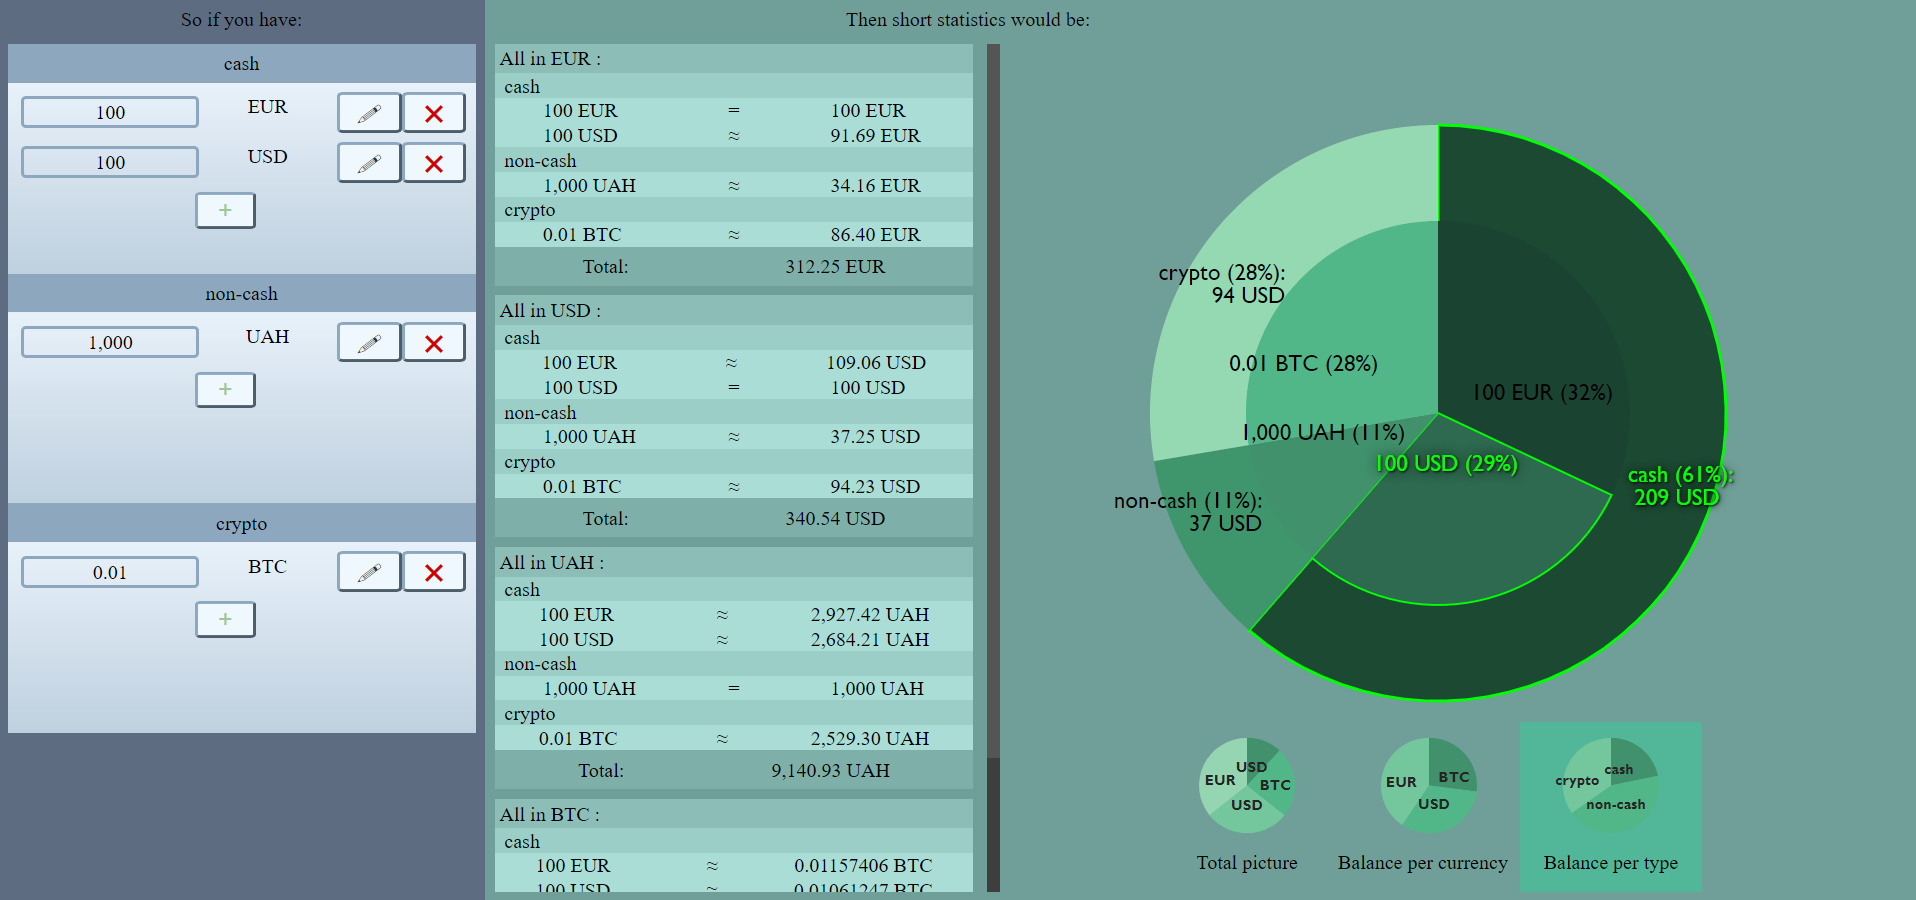 So if you have:
cash
100 EUR
100 USD
+
non-cash
1,000 UAH
+
crypto
0.01 BTC
+
Then short statistics would be:
All in EUR :
cash
100 EUR = 100 EUR
100 USD ≈ 91.69 EUR
non-cash
1,000 UAH ≈ 34.16 EUR
crypto
0.01 BTC ≈ 86.40 EUR
Total: 312.25 EUR
All in USD :
cash
100 EUR ≈ 109.06 USD
100 USD = 100 USD
non-cash
1,000 UAH ≈ 37.25 USD
crypto
0.01 BTC ≈ 94.23 USD
Total: 340.54 USD
All in UAH :
cash
100 EUR ≈ 2,927.42 UAH
100 USD ≈ 2,684.21 UAH
non-cash
1,000 UAH = 1,000 UAH
crypto
0.01 BTC ≈ 2,529.30 UAH
Total: 9,140.93 UAH
All in BTC :
cash
100 EUR ≈ 0.01157406 BTC
100 USD ≈ 0.01061247 BTC
crypto (28%):
94 USD
0.01 BTC (28%)
100 EUR (32%)
1,000 UAH (11%)
100 USD (29%)
cash (61%):
209 USD
non-cash (11%):
37 USD
USD
EUR
BTC
USD
Total picture
EUR
BTC
USD
Balance per currency
cash
crypto
non-cash
Balance per type